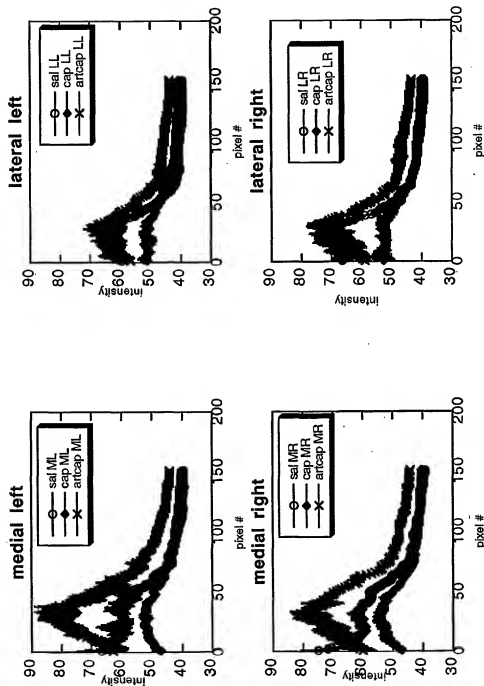 medial left
90
80
70
60
50
40
30
intensity
sal ML
cap ML
artcap ML
0
50
100
150
200
pixel #
lateral left
90
80
70
60
50
40
30
intensity
sal LL
cap LL
artcap LL
0
50
100
150
200
pixel #
medial right
90
80
70
60
50
40
30
intensity
sal MR
cap MR
artcap MR
0
50
100
150
200
pixel #
lateral right
90
80
70
60
50
40
30
intensity
sal LR
cap LR
artcap LR
0
50
100
150
200
pixel #